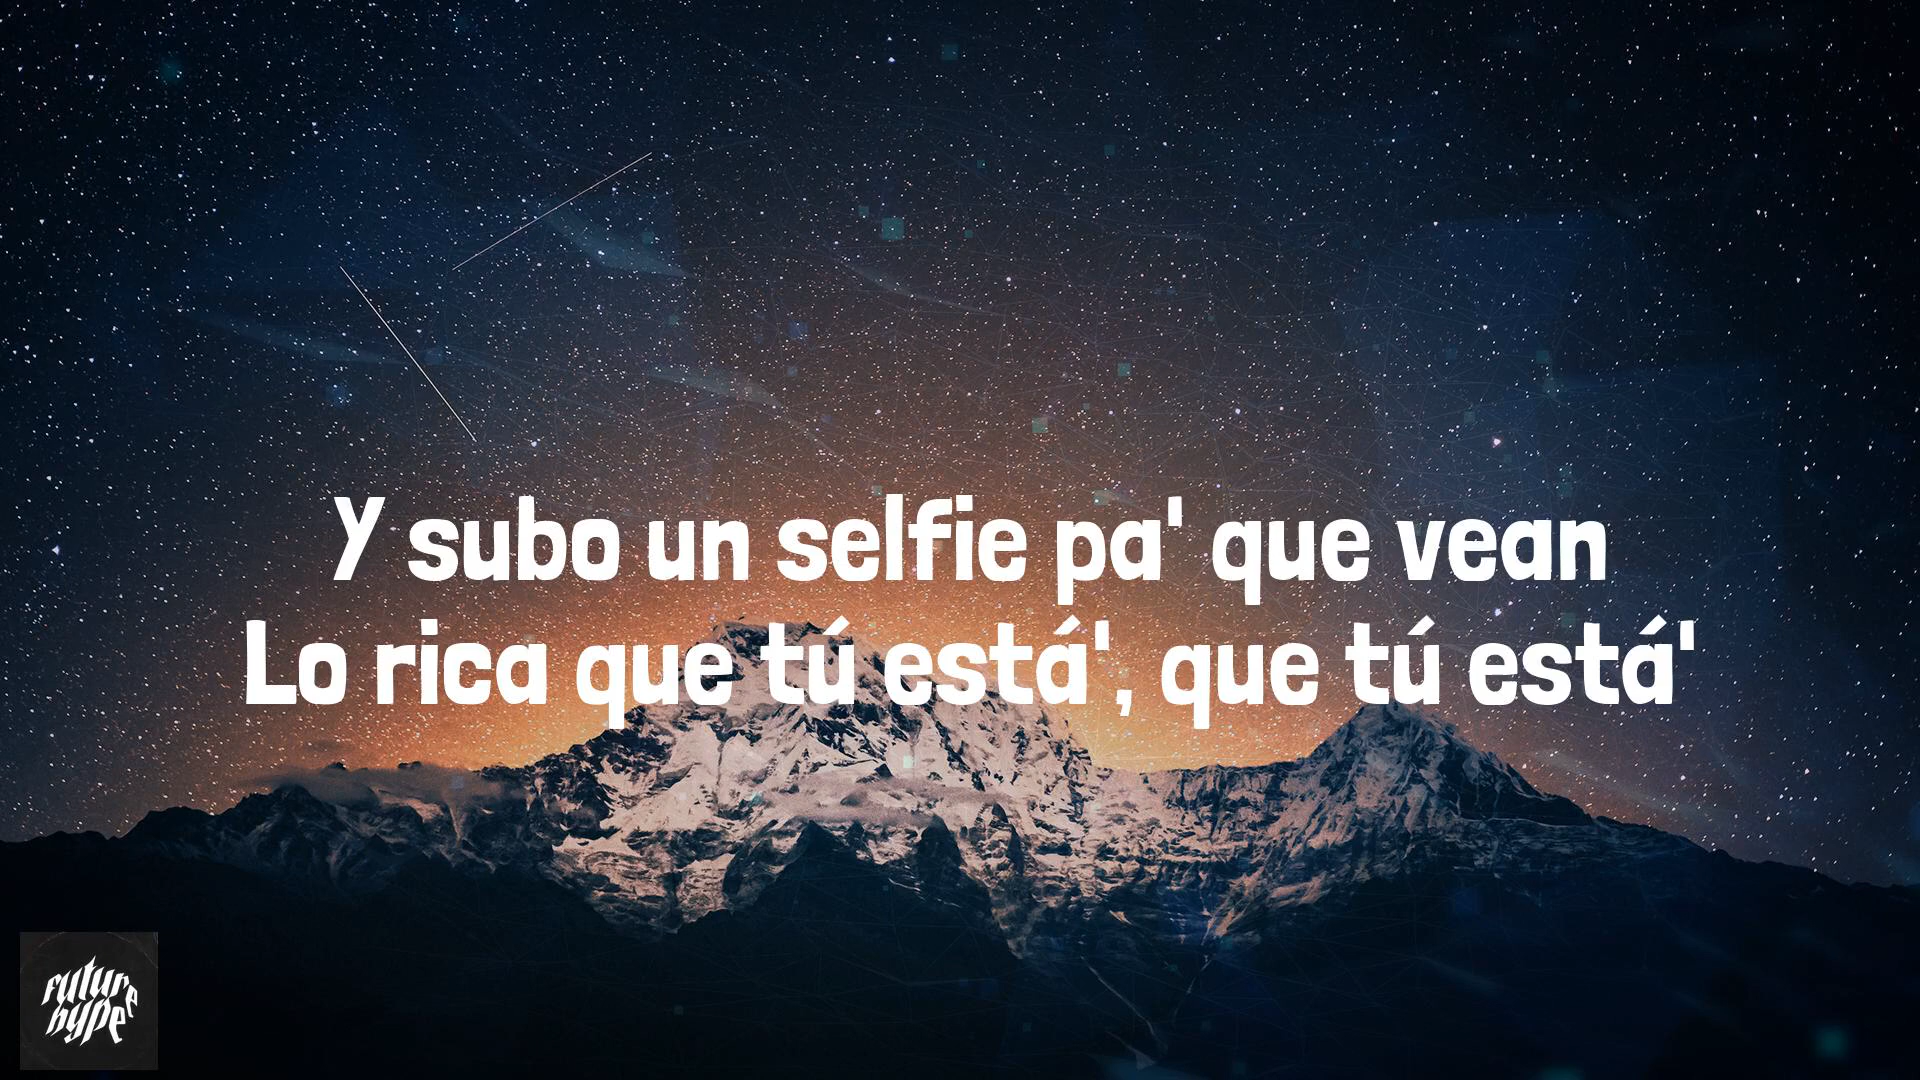 Y subo un selfie pa' que vean
Lo rica que tú está', que tú está'
future
hype